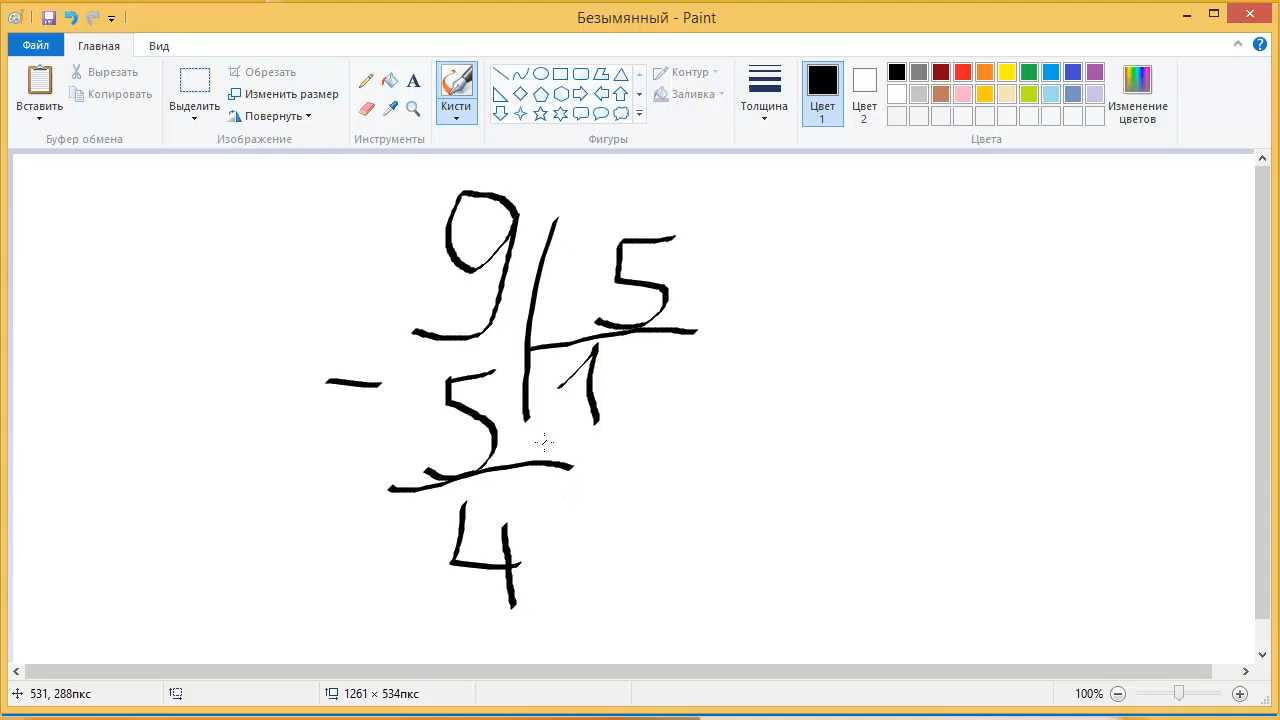 Безымянный - Paint
Файл Главная Вид
Вставить
Вырезать
Копировать
Буфер обмена
Выделить
Обрезать
Изменить размер
Повернуть
Изображение
A
Инструменты
Кисти
Контур
Заливка
Фигуры
Толщина
Цвет 1
Цвет 2
Изменение цветов
Цвета
9 5
- 5 1
4
531, 288пкс 1261 × 534пкс 100%